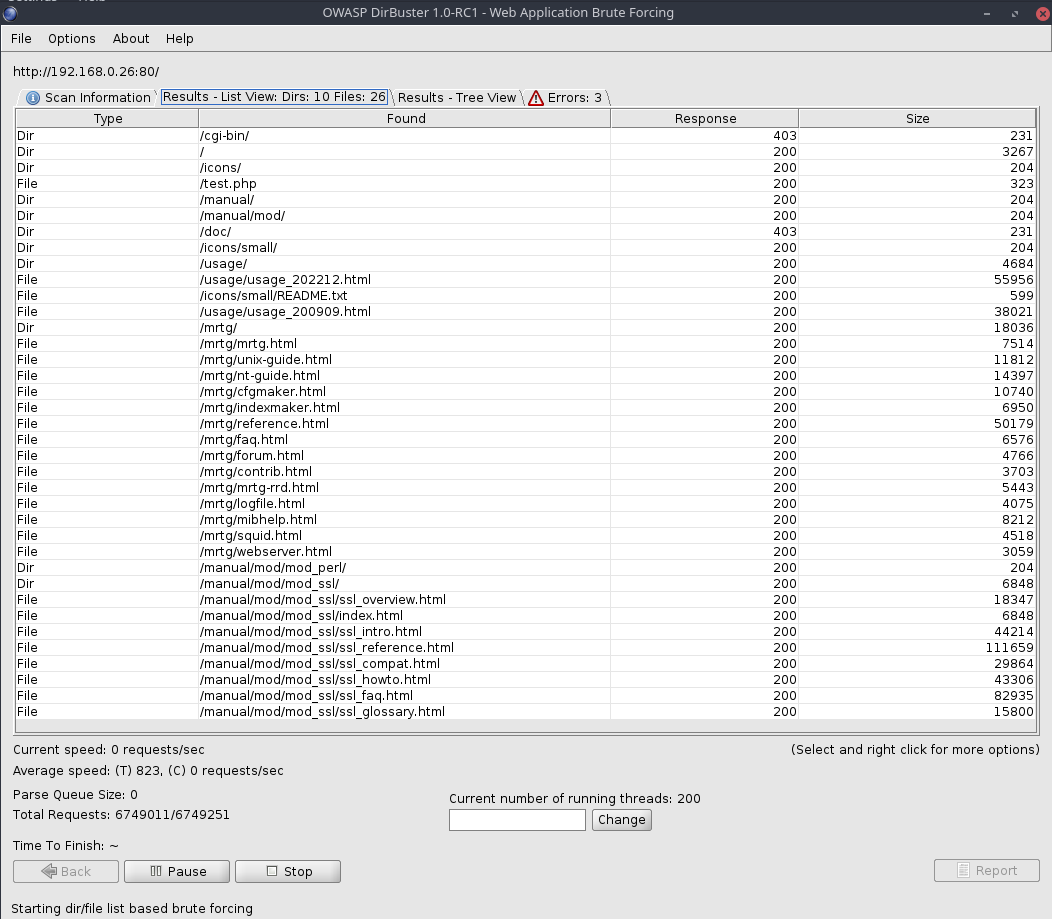 OWASP DirBuster 1.0-RC1 - Web Application Brute Forcing
File Options About Help
http://192.168.0.26:80/
Scan Information Results - List View: Dirs: 10 Files: 26 Results - Tree View Errors: 3
Type Found Response Size
Dir /cgi-bin/ 403 231
Dir / 200 3267
Dir /icons/ 200 204
File /test.php 200 323
Dir /manual/ 200 204
Dir /manual/mod/ 200 204
Dir /doc/ 403 231
Dir /icons/small/ 200 204
Dir /usage/ 200 4684
File /usage/usage_202212.html 200 55956
File /icons/small/README.txt 200 599
File /usage/usage_200909.html 200 38021
Dir /mrtg/ 200 18036
File /mrtg/mrtg.html 200 7514
File /mrtg/unix-guide.html 200 11812
File /mrtg/nt-guide.html 200 14397
File /mrtg/cfgmaker.html 200 10740
File /mrtg/indexmaker.html 200 6950
File /mrtg/reference.html 200 50179
File /mrtg/faq.html 200 6576
File /mrtg/forum.html 200 4766
File /mrtg/contrib.html 200 3703
File /mrtg/mrtg-rrd.html 200 5443
File /mrtg/logfile.html 200 4075
File /mrtg/mibhelp.html 200 8212
File /mrtg/squid.html 200 4518
File /mrtg/webserver.html 200 3059
Dir /manual/mod/mod_perl/ 200 204
Dir /manual/mod/mod_ssl/ 200 6848
File /manual/mod/mod_ssl/ssl_overview.html 200 18347
File /manual/mod/mod_ssl/index.html 200 6848
File /manual/mod/mod_ssl/ssl_intro.html 200 44214
File /manual/mod/mod_ssl/ssl_reference.html 200 111659
File /manual/mod/mod_ssl/ssl_compat.html 200 29864
File /manual/mod/mod_ssl/ssl_howto.html 200 43306
File /manual/mod/mod_ssl/ssl_faq.html 200 82935
File /manual/mod/mod_ssl/ssl_glossary.html 200 15800
Current speed: 0 requests/sec (Select and right click for more options)
Average speed: (T) 823, (C) 0 requests/sec
Parse Queue Size: 0
Current number of running threads: 200
Total Requests: 6749011/6749251
Change
Time To Finish: ~
Back Pause Stop Report
Starting dir/file list based brute forcing